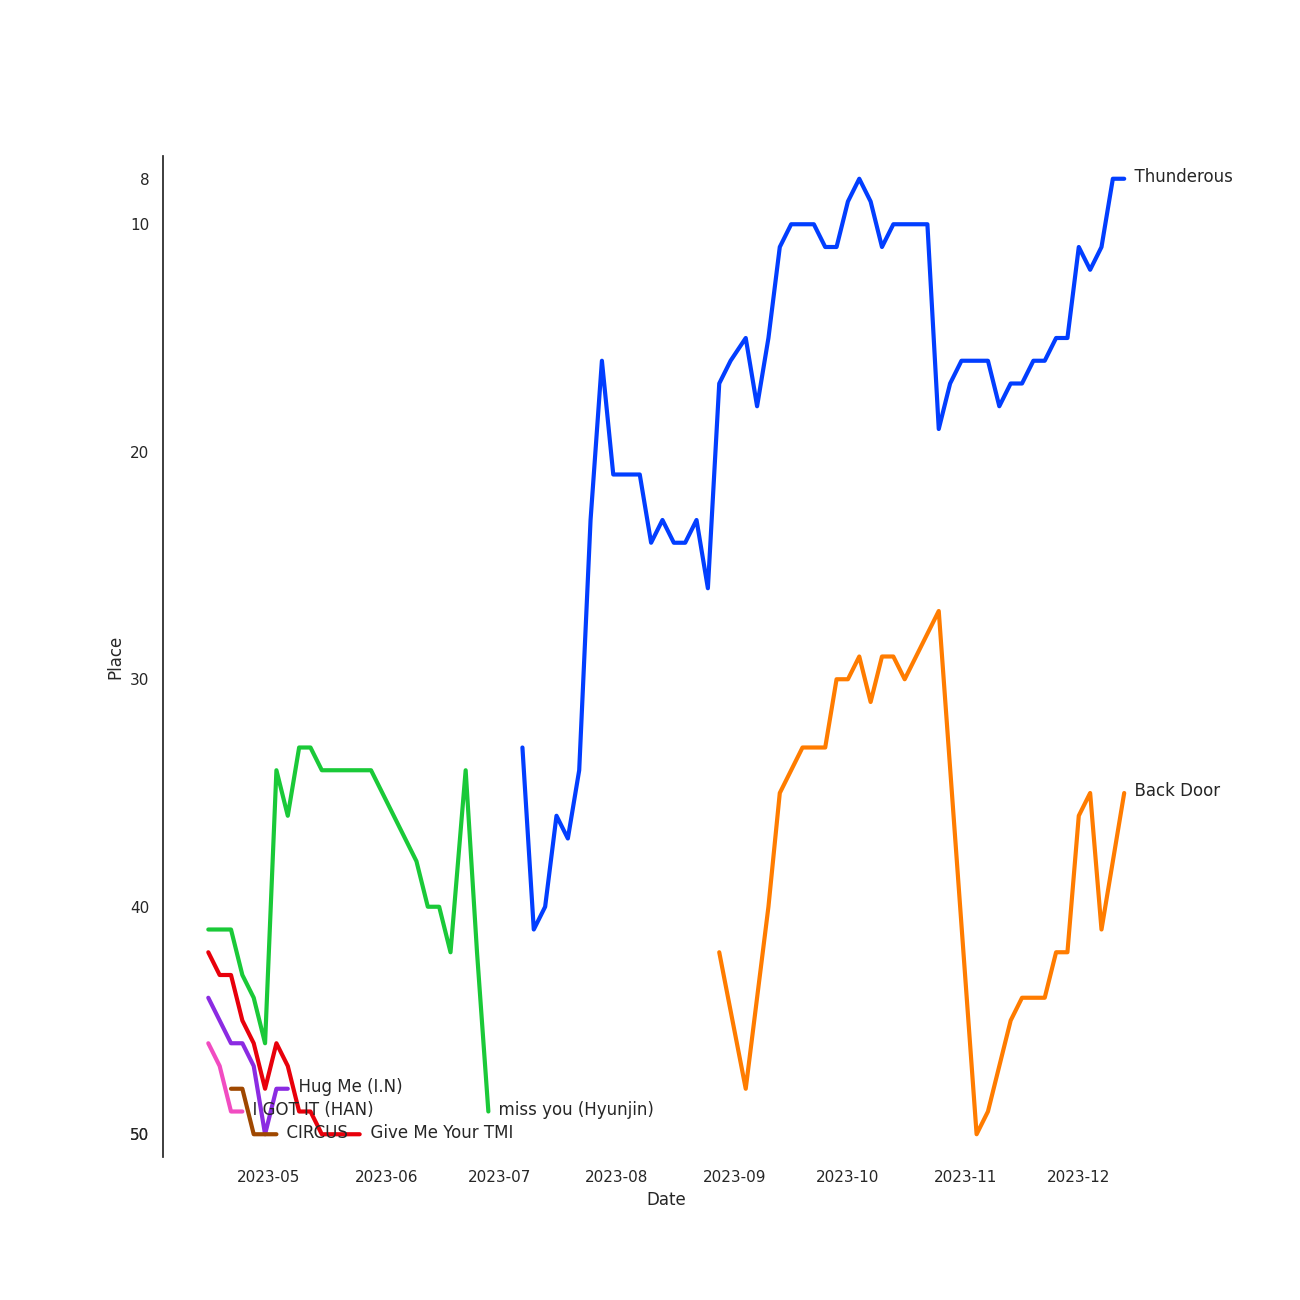 8
Thunderous
10
20
Place
30
Back Door
40
Hug Me (I.N)
I GOT IT (HAN)
miss you (Hyunjin)
50
CIRCUS
Give Me Your TMI
2023-05 2023-06 2023-07 2023-08 2023-09 2023-10 2023-11 2023-12
Date